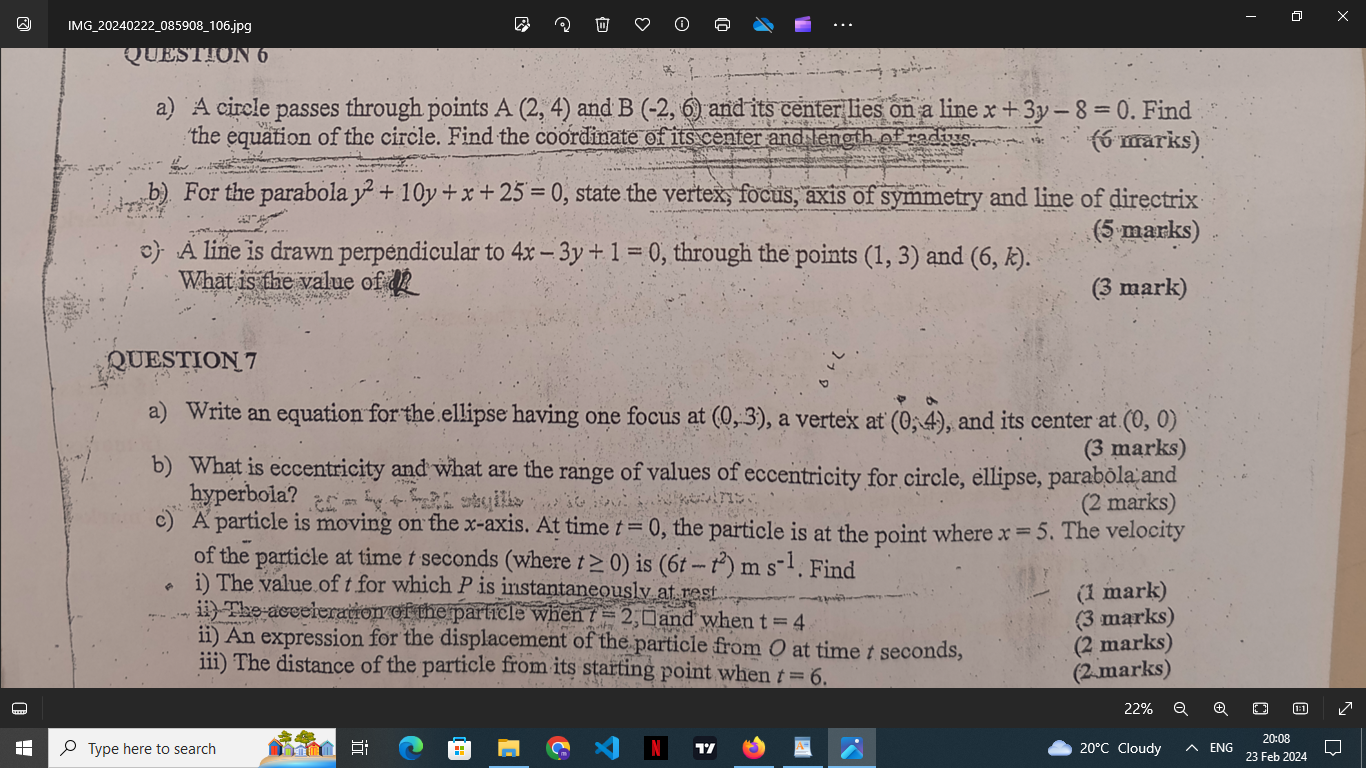 IMG_20240222_085908_106.jpg
QUESTION 6
a) A circle passes through points A (2, 4) and B (-2, 6) and its center lies on a line x + 3y – 8 = 0. Find
the equation of the circle. Find the coordinate of its center and length of radius.
(6 marks)
b) For the parabola y² + 10y + x + 25 = 0, state the vertex, focus, axis of symmetry and line of directrix
(5 marks)
c) A line is drawn perpendicular to 4x – 3y + 1 = 0, through the points (1, 3) and (6, k).
What is the value of k
(3 mark)
QUESTION 7
a) Write an equation for the ellipse having one focus at (0, 3), a vertex at (0, 4), and its center at (0, 0)
(3 marks)
b) What is eccentricity and what are the range of values of eccentricity for circle, ellipse, parabola and
hyperbola?
(2 marks)
c) A particle is moving on the x-axis. At time t = 0, the particle is at the point where x = 5. The velocity
of the particle at time t seconds (where t ≥ 0) is (6t – t²) m s⁻¹. Find
i) The value of t for which P is instantaneously at rest
(1 mark)
ii) The acceleration of the particle when t = 2, □and when t = 4
(3 marks)
ii) An expression for the displacement of the particle from O at time t seconds,
(2 marks)
iii) The distance of the particle from its starting point when t = 6.
(2 marks)
22%
Type here to search
20°C Cloudy
ENG
20:08
23 Feb 2024